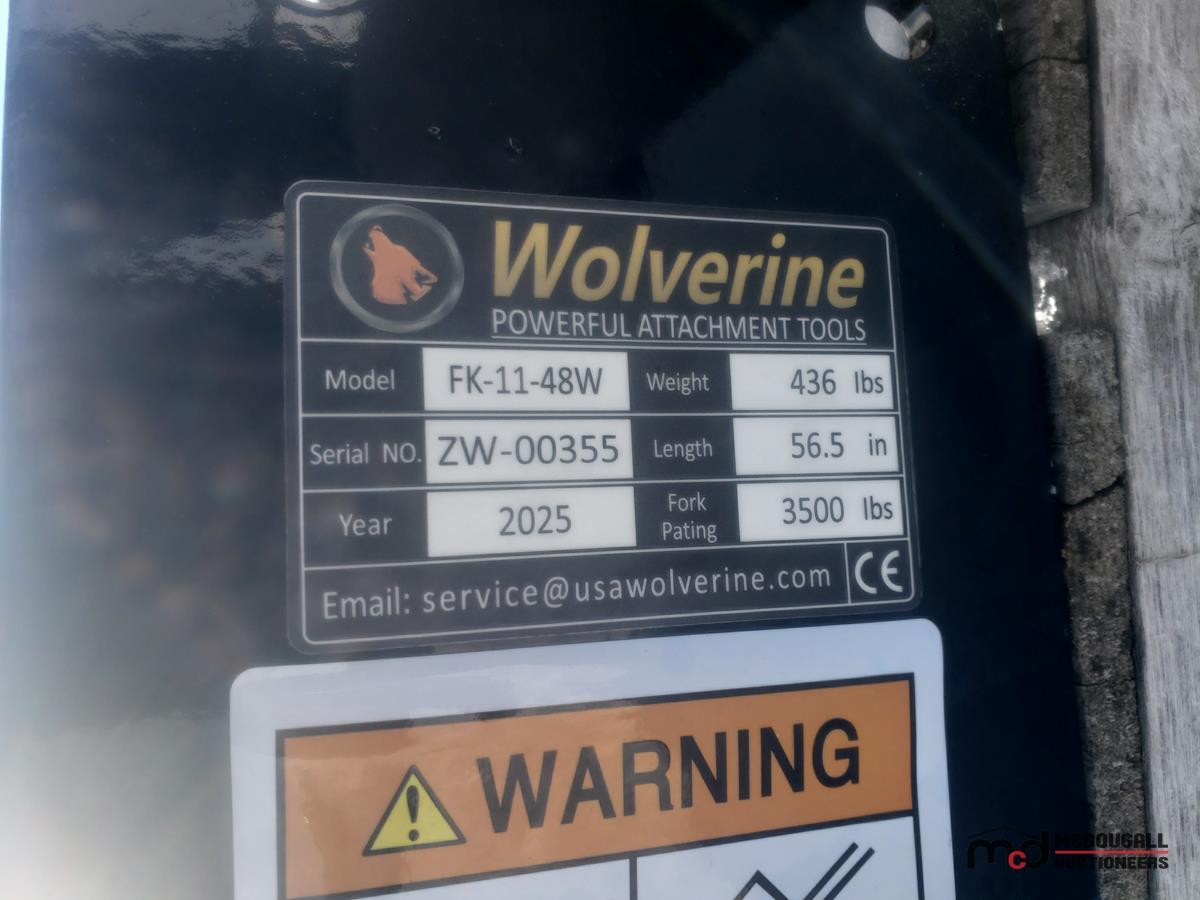 Wolverine
POWERFUL ATTACHMENT TOOLS
Model FK-11-48W Weight 436 lbs
Serial NO. ZW-00355 Length 56.5 in
Year 2025 Fork Pating 3500 lbs
Email: service@usawolverine.com CE
WARNING
mcd MCDOUGALL
AUCTIONEERS